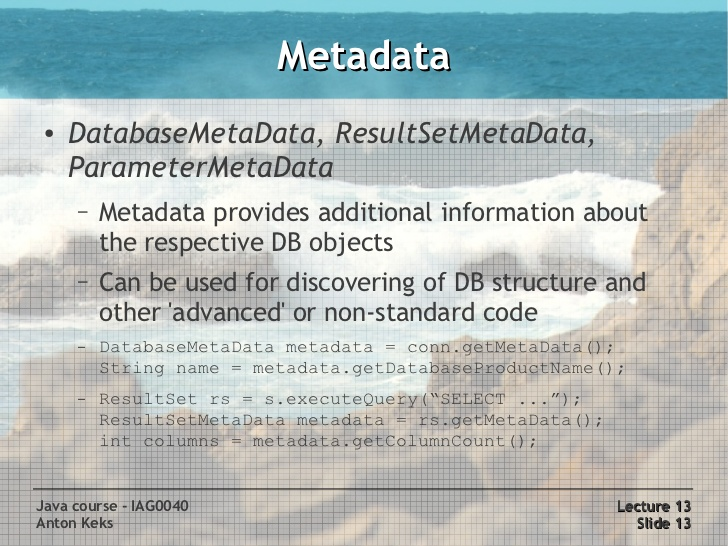 Metadata
• DatabaseMetaData, ResultSetMetaData,
ParameterMetaData
– Metadata provides additional information about
the respective DB objects
– Can be used for discovering of DB structure and
other 'advanced' or non-standard code
– DatabaseMetaData metadata = conn.getMetaData();
String name = metadata.getDatabaseProductName();
– ResultSet rs = s.executeQuery(“SELECT ...”);
ResultSetMetaData metadata = rs.getMetaData();
int columns = metadata.getColumnCount();
Java course – IAG0040
Anton Keks
Lecture 13
Slide 13